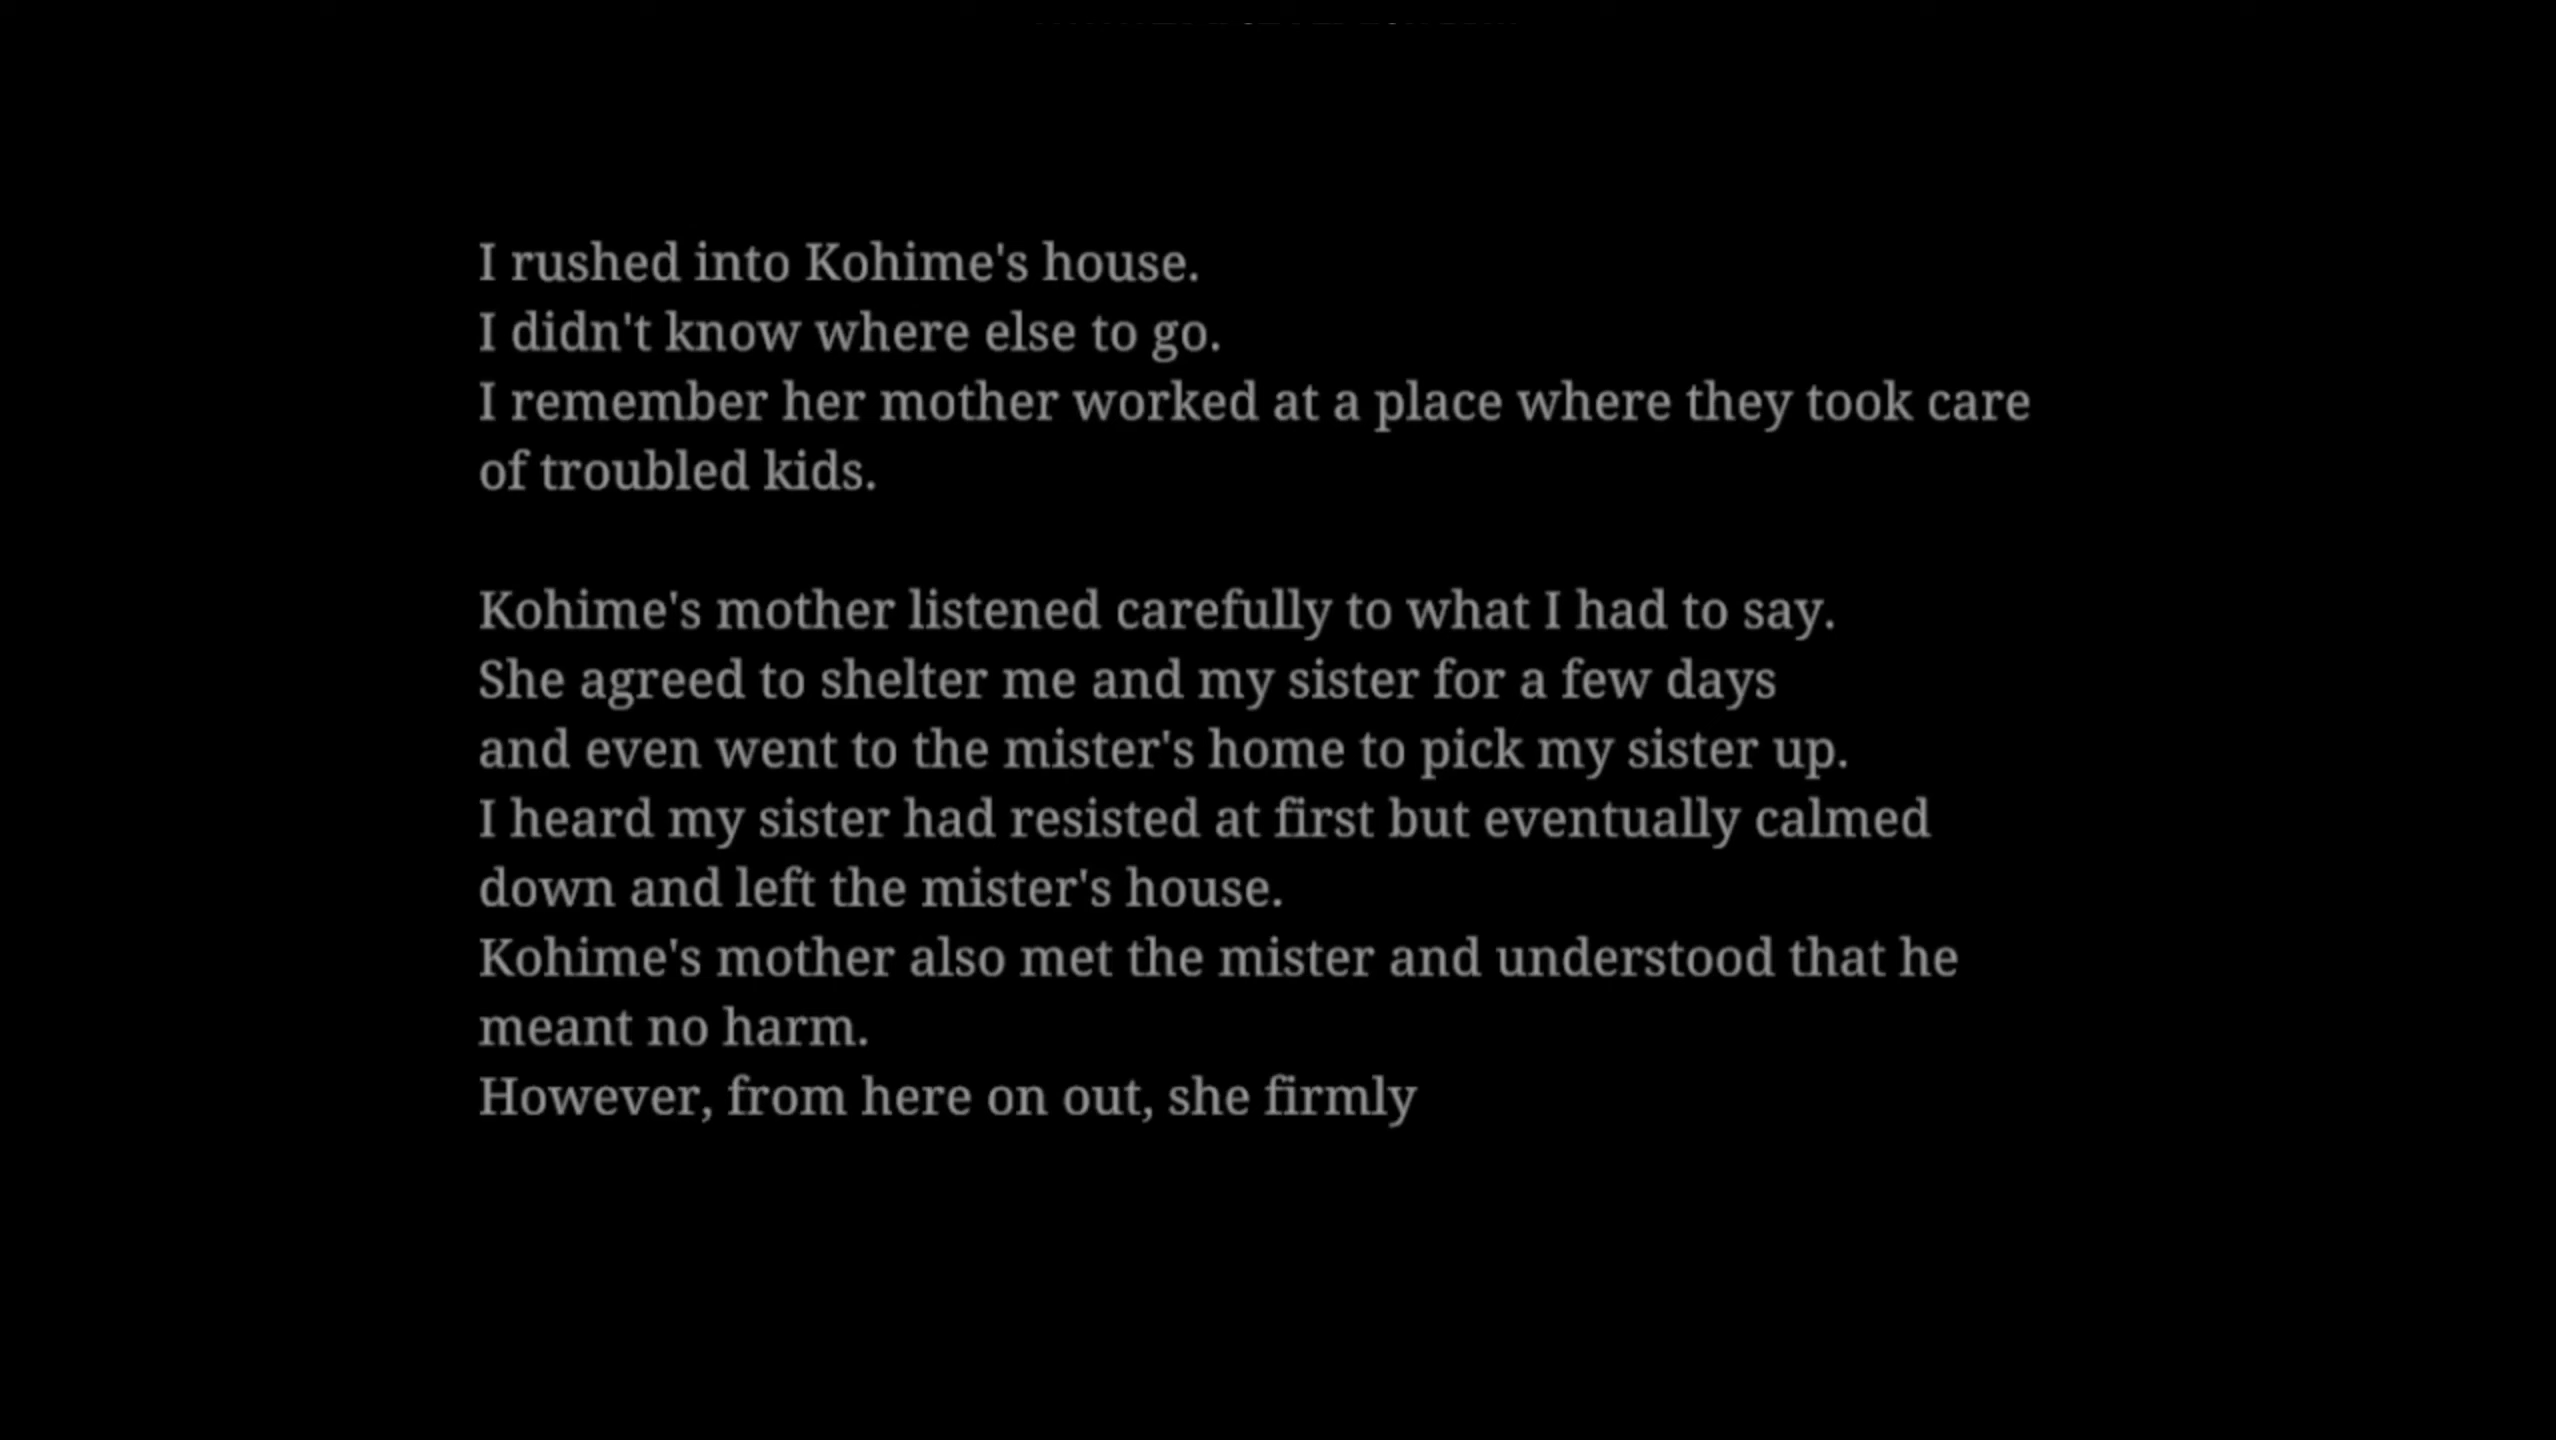 I rushed into Kohime's house.
I didn't know where else to go.
I remember her mother worked at a place where they took care
of troubled kids.
Kohime's mother listened carefully to what I had to say.
She agreed to shelter me and my sister for a few days
and even went to the mister's home to pick my sister up.
I heard my sister had resisted at first but eventually calmed
down and left the mister's house.
Kohime's mother also met the mister and understood that he
meant no harm.
However, from here on out, she firmly